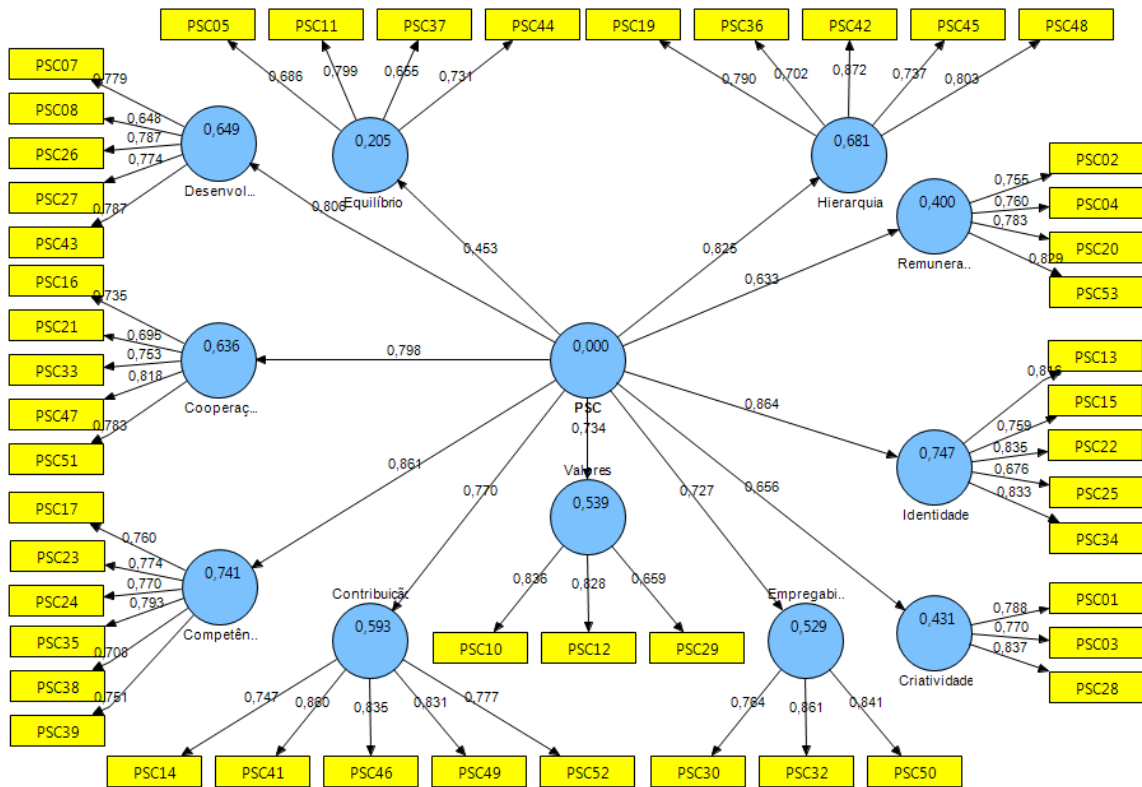 PSC05
PSC11
PSC37
PSC44
PSC19
PSC36
PSC42
PSC45
PSC48
0,686
0,799
0,655
0,731
0,790
0,702
0,872
0,737
0,803
PSC07
PSC08
PSC26
PSC27
PSC43
0,779
0,648
0,787
0,774
0,787
0,649
Desenvol...
0,205
Equilíbrio
0,681
Hierarquia
0,400
Remunera...
0,755
0,760
0,783
0,829
PSC02
PSC04
PSC20
PSC53
0,806
0,453
0,825
0,633
PSC16
PSC21
PSC33
PSC47
PSC51
0,735
0,695
0,753
0,818
0,783
0,636
Cooperaç...
0,798
0,000
PSC
0,734
0,864
0,747
Identidade
0,816
0,759
0,835
0,676
0,833
PSC13
PSC15
PSC22
PSC25
PSC34
0,861
0,770
0,727
0,656
PSC17
PSC23
PSC24
PSC35
PSC38
PSC39
0,760
0,774
0,770
0,793
0,708
0,751
0,741
Competên...
Valores
0,539
0,836
0,828
0,659
PSC10
PSC12
PSC29
Contribuiçã
0,593
0,747
0,860
0,835
0,831
0,777
PSC14
PSC41
PSC46
PSC49
PSC52
Empregabi...
0,529
0,764
0,861
0,841
PSC30
PSC32
PSC50
0,431
Criatividade
0,788
0,770
0,837
PSC01
PSC03
PSC28